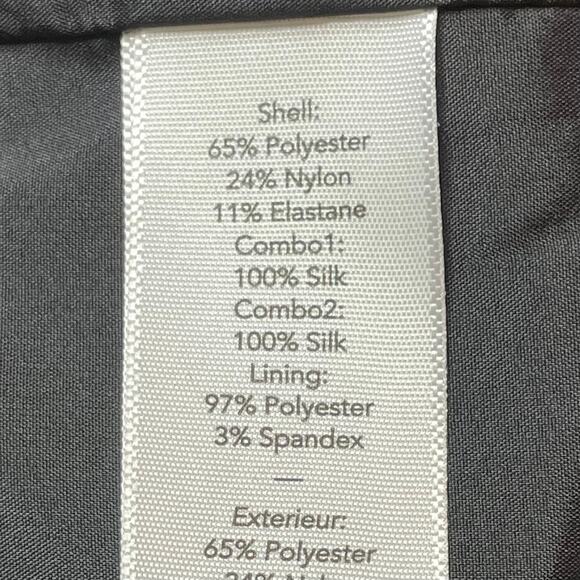 Shell:
65% Polyester
24% Nylon
11% Elastane
Combo1:
100% Silk
Combo2:
100% Silk
Lining:
97% Polyester
3% Spandex
—
Exterieur:
65% Polyester